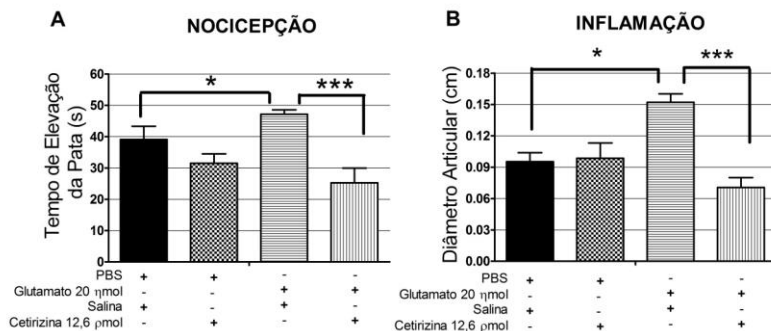 A
NOCICEPÇÃO
Tempo de Elevação
da Pata (s)
60
50
40
30
20
10
0
* ***
PBS + + - -
Glutamato 20 ηmol - - + +
Salina + - + -
Cetirizina 12,6 ρmol - + - +
B
INFLAMAÇÃO
Diâmetro Articular (cm)
0.18
0.15
0.12
0.09
0.06
0.03
0.00
* ***
PBS + + - -
Glutamato 20 ηmol - - + +
Salina + - + -
Cetirizina 12,6 ρmol - + - +